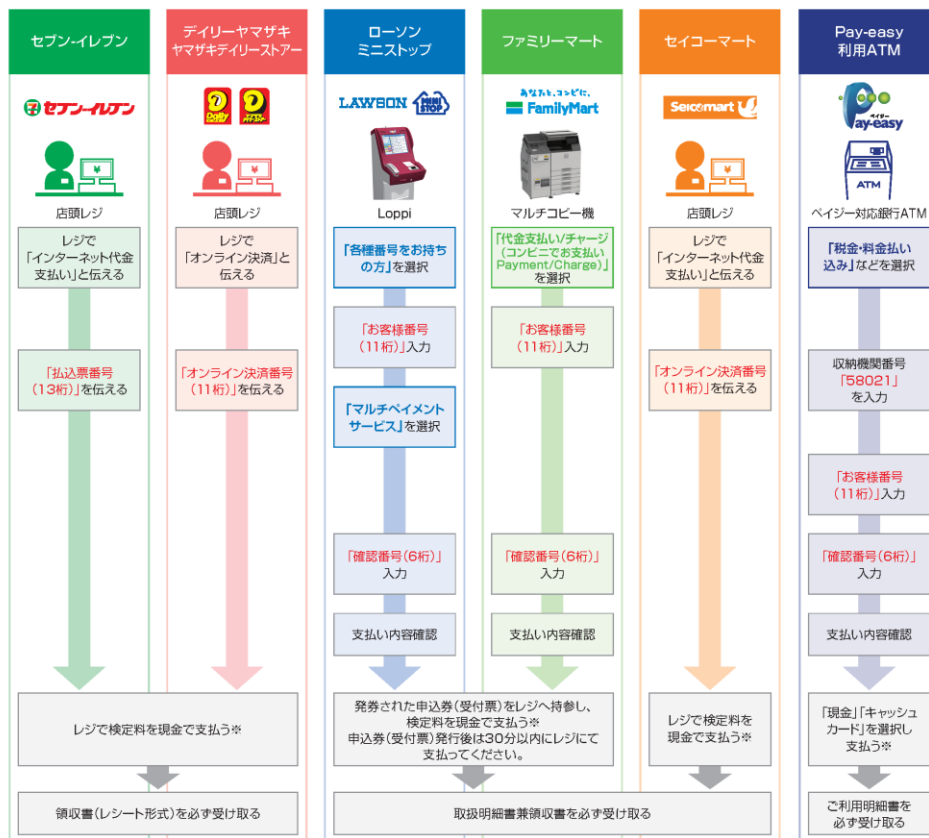 セブン-イレブン
デイリーヤマザキ
ヤマザキデイリーストアー
ローソン
ミニストップ
ファミリーマート
セイコーマート
Pay-easy
利用ATM
セブン-イレブン
LAWSON
MINI
STOP
あなたと、コンビに、
FamilyMart
Seicomart
ペイジー
Pay-easy
¥
¥
¥
ATM
店頭レジ
店頭レジ
Loppi
マルチコピー機
店頭レジ
ペイジー対応銀行ATM
レジで
「インターネット代金
支払い」と伝える
レジで
「オンライン決済」と
伝える
「各種番号をお持ち
の方」を選択
「代金支払い/チャージ
(コンビニでお支払い
Payment/Charge)」
を選択
レジで
「インターネット代金
支払い」と伝える
「税金・料金払い
込み」などを選択
「お客様番号
(11桁)」入力
「お客様番号
(11桁)」入力
「払込票番号
(13桁)」を伝える
「オンライン決済番号
(11桁)」を伝える
「マルチペイメント
サービス」を選択
「オンライン決済番号
(11桁)」を伝える
収納機関番号
「58021」
を入力
「お客様番号
(11桁)」入力
「確認番号(6桁)」
入力
「確認番号(6桁)」
入力
「確認番号(6桁)」
入力
支払い内容確認
支払い内容確認
支払い内容確認
レジで検定料を現金で支払う※
発券された申込券(受付票)をレジへ持参し、
検定料を現金で支払う※
申込券(受付票)発行後は30分以内にレジにて
支払ってください。
レジで検定料を
現金で支払う※
「現金」「キャッシュ
カード」を選択し
支払う※
領収書(レシート形式)を必ず受け取る
取扱明細書兼領収書を必ず受け取る
ご利用明細書を
必ず受け取る